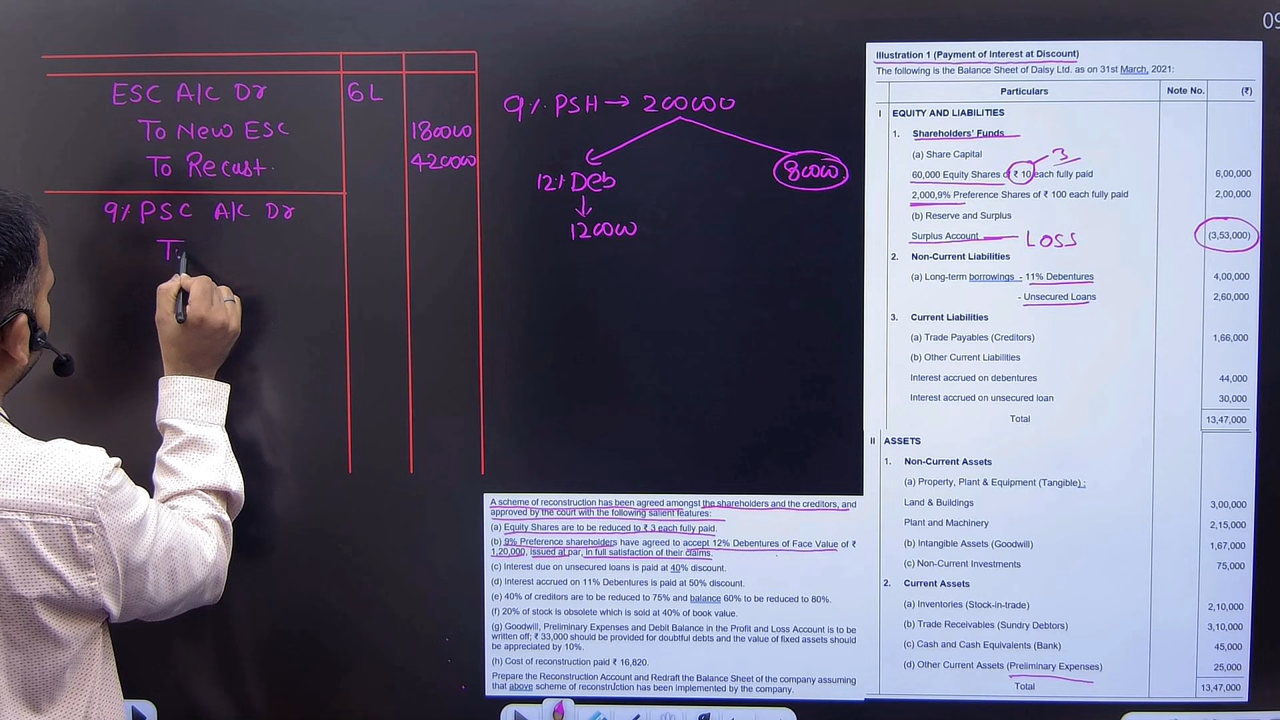 09
ESC A/C Dr 6L
To New ESC 180000
To Recust. 420000
9% PSC A/C Dr
T
9% PSH → 200000
12% Deb 80000
120000
Illustration 1 (Payment of Interest at Discount)
The following is the Balance Sheet of Daisy Ltd. as on 31st March, 2021:
Particulars Note No. (₹)
I EQUITY AND LIABILITIES
1. Shareholders' Funds
(a) Share Capital 3
60,000 Equity Shares of ₹ 10 each fully paid 6,00,000
2,000,9% Preference Shares of ₹ 100 each fully paid 2,00,000
(b) Reserve and Surplus
Surplus Account LOSS (3,53,000)
2. Non-Current Liabilities
(a) Long-term borrowings - 11% Debentures 4,00,000
- Unsecured Loans 2,60,000
3. Current Liabilities
(a) Trade Payables (Creditors) 1,66,000
(b) Other Current Liabilities
Interest accrued on debentures 44,000
Interest accrued on unsecured loan 30,000
Total 13,47,000
II ASSETS
1. Non-Current Assets
(a) Property, Plant & Equipment (Tangible) :
Land & Buildings 3,00,000
Plant and Machinery 2,15,000
(b) Intangible Assets (Goodwill) 1,67,000
(c) Non-Current Investments 75,000
2. Current Assets
(a) Inventories (Stock-in-trade) 2,10,000
(b) Trade Receivables (Sundry Debtors) 3,10,000
(c) Cash and Cash Equivalents (Bank) 45,000
(d) Other Current Assets (Preliminary Expenses) 25,000
Total 13,47,000
A scheme of reconstruction has been agreed amongst the shareholders and the creditors, and
approved by the court with the following salient features:
(a) Equity Shares are to be reduced to ₹ 3 each fully paid.
(b) 9% Preference shareholders have agreed to accept 12% Debentures of Face Value of ₹
1,20,000, issued at par, in full satisfaction of their claims.
(c) Interest due on unsecured loans is paid at 40% discount.
(d) Interest accrued on 11% Debentures is paid at 50% discount.
(e) 40% of creditors are to be reduced to 75% and balance 60% to be reduced to 80%.
(f) 20% of stock is obsolete which is sold at 40% of book value.
(g) Goodwill, Preliminary Expenses and Debit Balance in the Profit and Loss Account is to be
written off; ₹ 33,000 should be provided for doubtful debts and the value of fixed assets should
be appreciated by 10%.
(h) Cost of reconstruction paid ₹ 16,820.
Prepare the Reconstruction Account and Redraft the Balance Sheet of the company assuming
that above scheme of reconstruction has been implemented by the company.